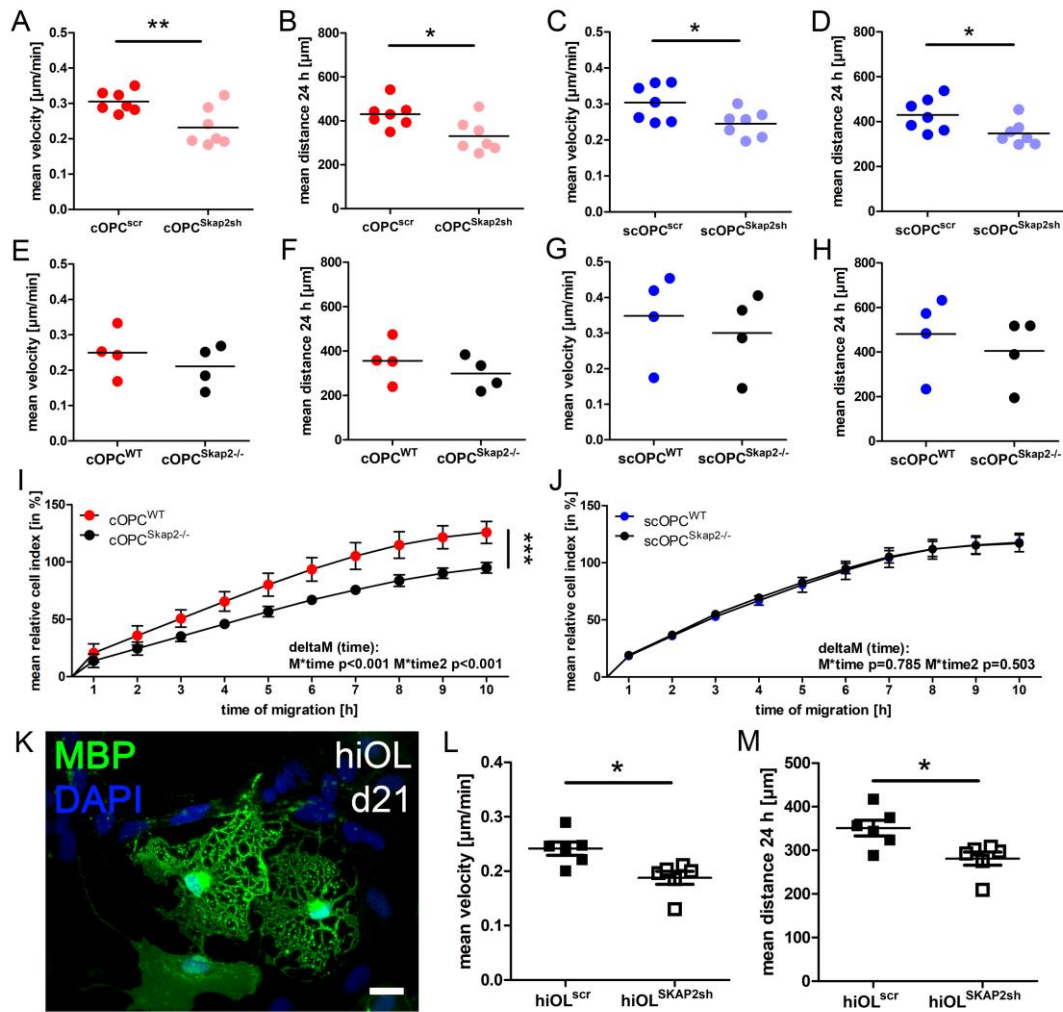 A
**
mean velocity [µm/min]
0.5
0.4
0.3
0.2
0.1
0.0
cOPCscr
cOPCSkap2sh
B
*
mean distance 24 h [µm]
800
600
400
200
0
cOPCscr
cOPCSkap2sh
C
*
mean velocity [µm/min]
0.5
0.4
0.3
0.2
0.1
0.0
scOPCscr
scOPCSkap2sh
D
*
mean distance 24 h [µm]
800
600
400
200
0
scOPCscr
scOPCSkap2sh
E
mean velocity [µm/min]
0.5
0.4
0.3
0.2
0.1
0.0
cOPCWT
cOPCSkap2-/-
F
mean distance 24 h [µm]
800
600
400
200
0
cOPCWT
cOPCSkap2-/-
G
mean velocity [µm/min]
0.5
0.4
0.3
0.2
0.1
0.0
scOPCWT
scOPCSkap2-/-
H
mean distance 24 h [µm]
800
600
400
200
0
scOPCWT
scOPCSkap2-/-
I
mean relative cell index [in %]
150
100
50
0
cOPCWT
cOPCSkap2-/-
***
deltaM (time):
M*time p<0.001 M*time2 p<0.001
1 2 3 4 5 6 7 8 9 10
time of migration [h]
J
mean relative cell index [in %]
150
100
50
0
scOPCWT
scOPCSkap2-/-
deltaM (time):
M*time p=0.785 M*time2 p=0.503
1 2 3 4 5 6 7 8 9 10
time of migration [h]
K
MBP
DAPI
hiOL
d21
L
*
mean velocity [µm/min]
0.4
0.3
0.2
0.1
0.0
hiOLscr
hiOLSKAP2sh
M
*
mean distance 24 h [µm]
500
400
300
200
100
0
hiOLscr
hiOLSKAP2sh